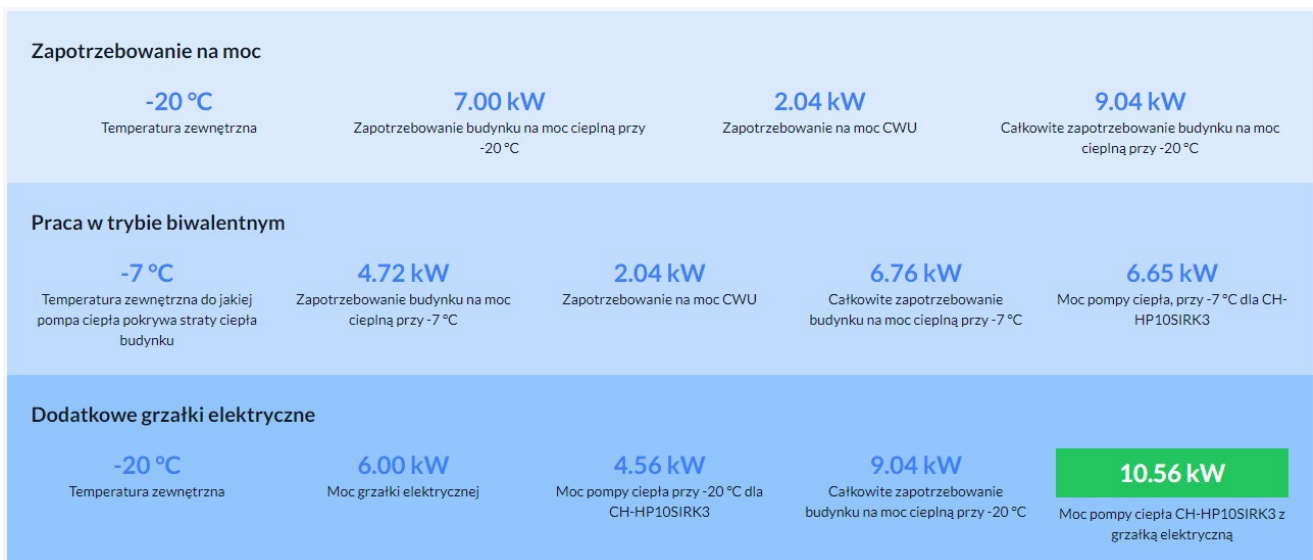 Zapotrzebowanie na moc
-20 °C
Temperatura zewnętrzna
7.00 kW
Zapotrzebowanie budynku na moc cieplną przy
-20 °C
2.04 kW
Zapotrzebowanie na moc CWU
9.04 kW
Całkowite zapotrzebowanie budynku na moc
cieplną przy -20 °C
Praca w trybie biwalentnym
-7 °C
Temperatura zewnętrzna do jakiej
pompa ciepła pokrywa straty ciepła
budynku
4.72 kW
Zapotrzebowanie budynku na moc
cieplną przy -7 °C
2.04 kW
Zapotrzebowanie na moc CWU
6.76 kW
Całkowite zapotrzebowanie
budynku na moc cieplną przy -7 °C
6.65 kW
Moc pompy ciepła, przy -7 °C dla CH-
HP10SIRK3
Dodatkowe grzałki elektryczne
-20 °C
Temperatura zewnętrzna
6.00 kW
Moc grzałki elektrycznej
4.56 kW
Moc pompy ciepła przy -20 °C dla
CH-HP10SIRK3
9.04 kW
Całkowite zapotrzebowanie
budynku na moc cieplną przy -20 °C
10.56 kW
Moc pompy ciepła CH-HP10SIRK3 z
grzałką elektryczną